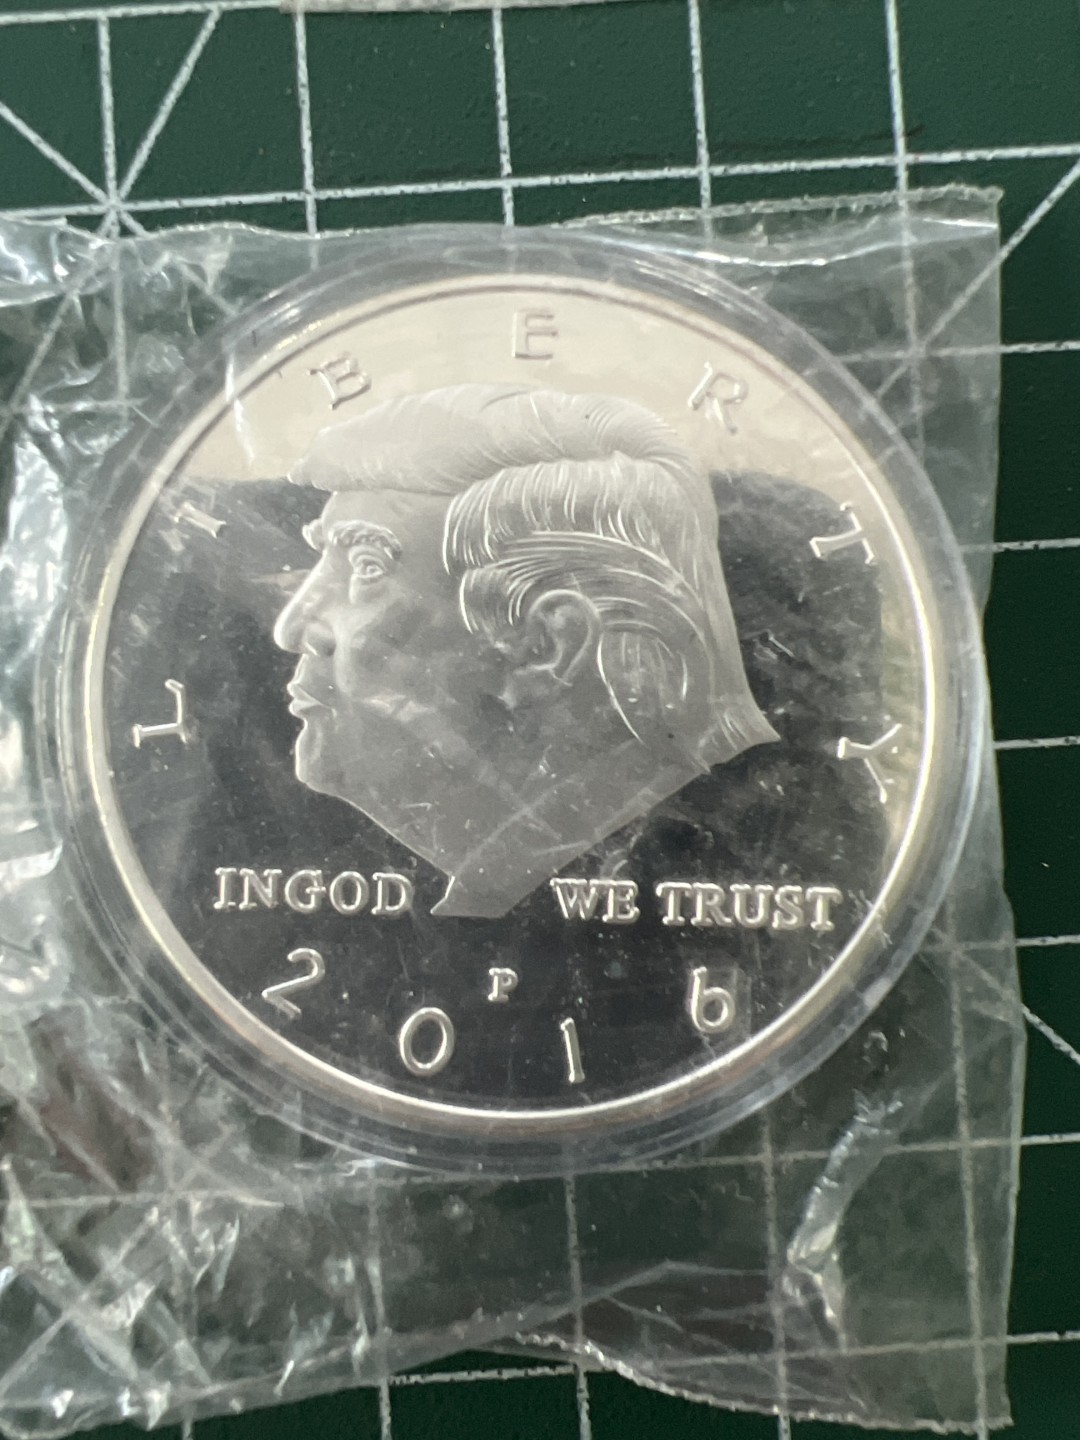 LIBERTY
INGOD WE TRUST
P
2016